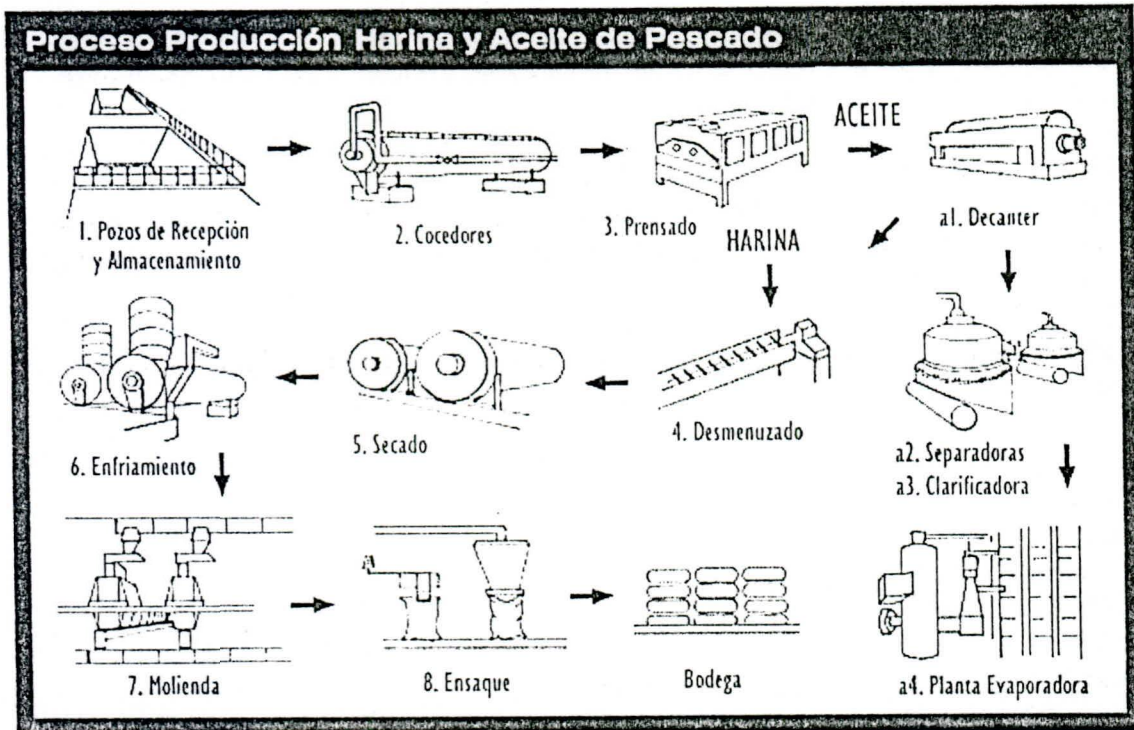 Proceso Producción Harina y Aceite de Pescado
1. Pozos de Recepción
y Almacenamiento
2. Cocedores
3. Prensado
ACEITE
a1. Decanter
HARINA
4. Desmenuzado
5. Secado
6. Enfriamiento
a2. Separadoras
a3. Clarificadora
7. Molienda
8. Ensaque
Bodega
a4. Planta Evaporadora